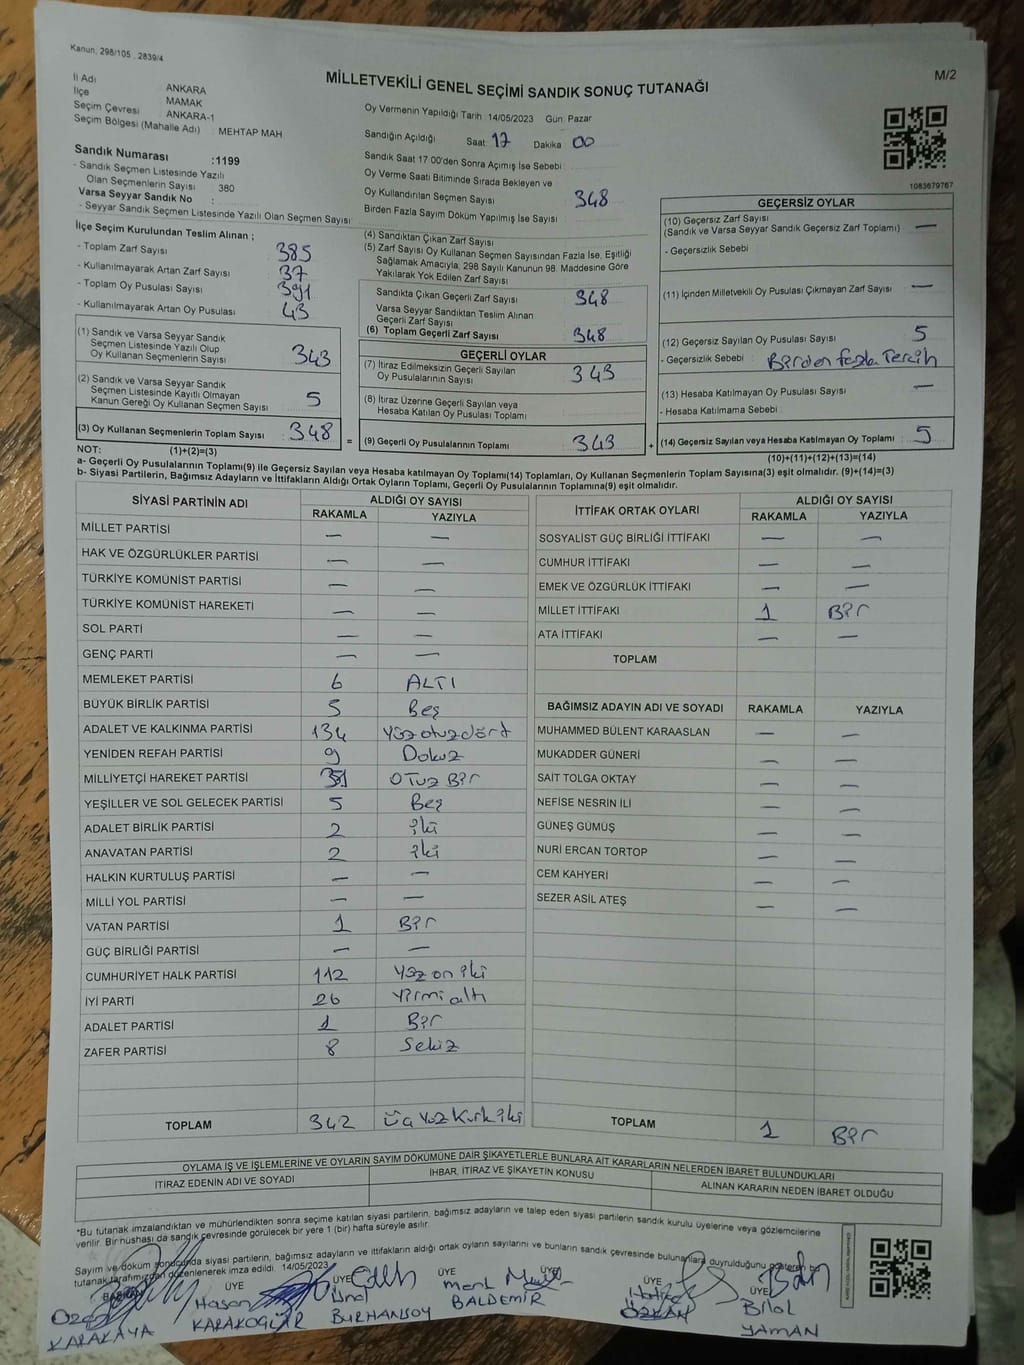 Kanun, 298/105 , 2839/4
MİLLETVEKİLİ GENEL SEÇİMİ SANDIK SONUÇ TUTANAĞI
M/2
İl Adı ANKARA
İlçe MAMAK
Seçim Çevresi ANKARA-1
Seçim Bölgesi (Mahalle Adı) : MEHTAP MAH
Sandık Numarası :1199
- Sandık Seçmen Listesinde Yazılı
Olan Seçmenlerin Sayısı 380
Varsa Seyyar Sandık No :
- Seyyar Sandık Seçmen Listesinde Yazılı Olan Seçmen Sayısı
İlçe Seçim Kurulundan Teslim Alınan ;
- Toplam Zarf Sayısı 385
- Kullanılmayarak Artan Zarf Sayısı 37
- Toplam Oy Pusulası Sayısı 391
- Kullanılmayarak Artan Oy Pusulası 43
(1) Sandık ve Varsa Seyyar Sandık
Seçmen Listesinde Yazılı Olup
Oy Kullanan Seçmenlerin Sayısı 343
(2) Sandık ve Varsa Seyyar Sandık
Seçmen Listesinde Kayıtlı Olmayan
Kanun Gereği Oy Kullanan Seçmen Sayısı 5
(3) Oy Kullanan Seçmenlerin Toplam Sayısı 348 =
Oy Vermenin Yapıldığı Tarih 14/05/2023 Gün Pazar
Sandığın Açıldığı Saat: 17 Dakika 00
Sandık Saat 17.00'den Sonra Açımış İse Sebebi
Oy Verme Saati Bitiminde Sırada Bekleyen ve
Oy Kullandırılan Seçmen Sayısı 348
Birden Fazla Sayım Döküm Yapılmış İse Sayısı
(4) Sandıktan Çıkan Zarf Sayısı
(5) Zarf Sayısı Oy Kullanan Seçmen Sayısından Fazla İse, Eşitliği
Sağlamak Amacıyla, 298 Sayılı Kanunun 98. Maddesine Göre
Yakılarak Yok Edilen Zarf Sayısı
Sandıkta Çıkan Geçerli Zarf Sayısı 348
Varsa Seyyar Sandıktan Teslim Alınan
Geçerli Zarf Sayısı
(6) Toplam Geçerli Zarf Sayısı 348
GEÇERLİ OYLAR
(7) İtiraz Edilmeksizin Geçerli Sayılan
Oy Pusulalarının Sayısı 343
(8) İtiraz Üzerine Geçerli Sayılan veya
Hesaba Katılan Oy Pusulası Toplamı
(9) Geçerli Oy Pusulalarının Toplamı 343 +
1083679767
GEÇERSİZ OYLAR
(10) Geçersiz Zarf Sayısı
(Sandık ve Varsa Seyyar Sandık Geçersiz Zarf Toplamı) —
- Geçersizlik Sebebi
(11) İçinden Milletvekili Oy Pusulası Çıkmayan Zarf Sayısı —
(12) Geçersiz Sayılan Oy Pusulası Sayısı 5
- Geçersizlik Sebebi Birden fazla Tercih
(13) Hesaba Katılmayan Oy Pusulası Sayısı —
- Hesaba Katılmama Sebebi
(14) Geçersiz Sayılan veya Hesaba Katılmayan Oy Toplamı 5
NOT: (1)+(2)=(3) (10)+(11)+(12)+(13)=(14)
a- Geçerli Oy Pusulalarının Toplamı(9) ile Geçersiz Sayılan veya Hesaba katılmayan Oy Toplamı(14) Toplamları, Oy Kullanan Seçmenlerin Toplam Sayısına(3) eşit olmalıdır. (9)+(14)=(3)
b- Siyasi Partilerin, Bağımsız Adayların ve İttifakların Aldığı Ortak Oyların Toplamı, Geçerli Oy Pusulalarının Toplamına(9) eşit olmalıdır.
SİYASİ PARTİNİN ADI ALDIĞI OY SAYISI
RAKAMLA YAZIYLA
MİLLET PARTİSİ — —
HAK VE ÖZGÜRLÜKLER PARTİSİ — —
TÜRKİYE KOMUNİST PARTİSİ — —
TÜRKİYE KOMÜNİST HAREKETİ — —
SOL PARTİ — —
GENÇ PARTİ — —
MEMLEKET PARTİSİ 6 ALTI
BÜYÜK BİRLİK PARTİSİ 5 Beş
ADALET VE KALKINMA PARTİSİ 134 Yüz otuz dört
YENİDEN REFAH PARTİSİ 9 Dokuz
MİLLİYETÇİ HAREKET PARTİSİ 31 OTuz Bir
YEŞİLLER VE SOL GELECEK PARTİSİ 5 Beş
ADALET BİRLİK PARTİSİ 2 iki
ANAVATAN PARTİSİ 2 iki
HALKIN KURTULUŞ PARTİSİ — —
MİLLİ YOL PARTİSİ — —
VATAN PARTİSİ 1 Bir
GÜÇ BİRLİĞİ PARTİSİ — —
CUMHURİYET HALK PARTİSİ 112 Yüz on iki
İYİ PARTİ 26 Yirmi altı
ADALET PARTİSİ 1 Bir
ZAFER PARTİSİ 8 Sekiz
TOPLAM 342 Üç Yüz Kırk iki
İTTİFAK ORTAK OYLARI ALDIĞI OY SAYISI
RAKAMLA YAZIYLA
SOSYALİST GÜÇ BİRLİĞİ İTTİFAKI — —
CUMHUR İTTİFAKI — —
EMEK VE ÖZGÜRLÜK İTTİFAKI — —
MİLLET İTTİFAKI 1 Bir
ATA İTTİFAKI — —
TOPLAM
BAĞIMSIZ ADAYIN ADI VE SOYADI RAKAMLA YAZIYLA
MUHAMMED BÜLENT KARAASLAN — —
MUKADDER GÜNERİ — —
SAİT TOLGA OKTAY — —
NEFİSE NESRİN İLİ — —
GÜNEŞ GÜMÜŞ — —
NURİ ERCAN TORTOP — —
CEM KAHYERİ — —
SEZER ASİL ATEŞ — —
TOPLAM 1 Bir
OYLAMA İŞ VE İŞLEMLERİNE VE OYLARIN SAYIM DÖKÜMÜNE DAİR ŞİKAYETLERLE BUNLARA AİT KARARLARIN NELERDEN İBARET BULUNDUKLARI
İTİRAZ EDENİN ADI VE SOYADI İHBAR, İTİRAZ VE ŞİKAYETİN KONUSU ALINAN KARARIN NEDEN İBARET OLDUĞU
*Bu tutanak imzalandıktan ve mühürlendikten sonra seçime katılan siyasi partilerin, bağımsız adayların ve talep eden siyasi partilerin sandık kurulu üyelerine veya gözlemcilerine
verilir. Bir nüshası da sandık çevresinde görülecek bir yere 1 (bir) hafta süreyle asılır.
Sayım ve döküm sonucunda siyasi partilerin, bağımsız adayların ve ittifakların aldığı ortak oyların sayılarını ve bunların sandık çevresinde bulunanlara duyrulduğunu gösteren bu
tutanak tarafımızdan düzenlenerek imza edildi. 14/05/2023
BAŞKAN ÜYE ÜYE ÜYE ÜYE ÜYE
Hasan Mert Bilal
KARAKAYA KARAKOGLAR BURHANSOY BALDEMİR ÖZKAN YAMAN